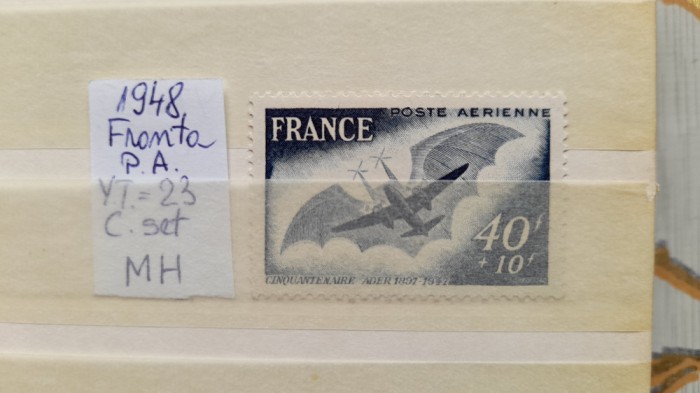 1948
Franta
P.A.
YT. = 23
C. set
MH
POSTE AERIENNE
FRANCE
40f
+ 10f
CINQUANTENAIRE ADER 1897-1947